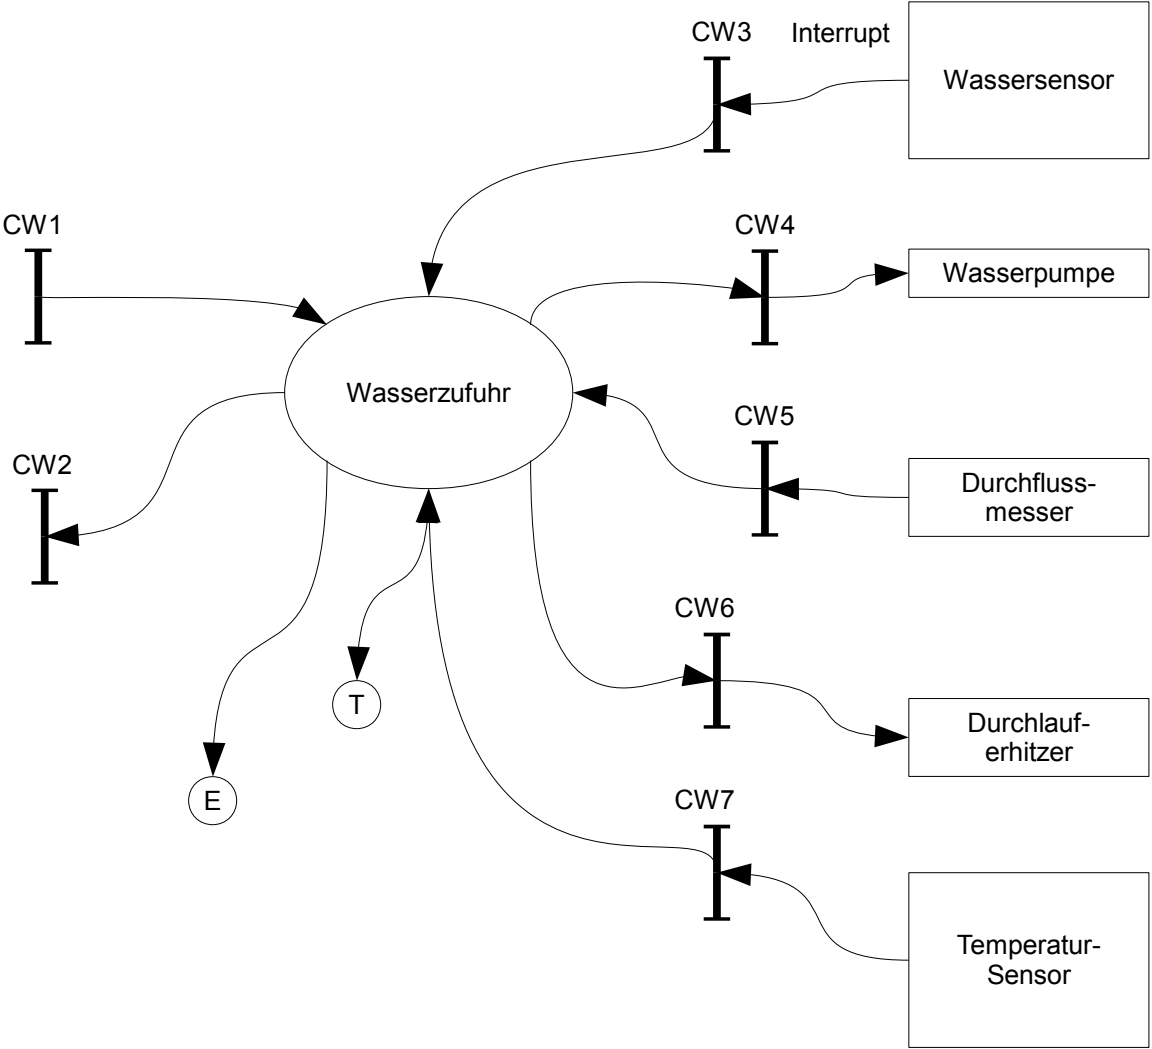 CW3
Interrupt
Wassersensor
CW1
CW4
Wasserpumpe
Wasserzufuhr
CW5
CW2
Durchfluss-
messer
CW6
T
Durchlauf-
erhitzer
E
CW7
Temperatur-
Sensor